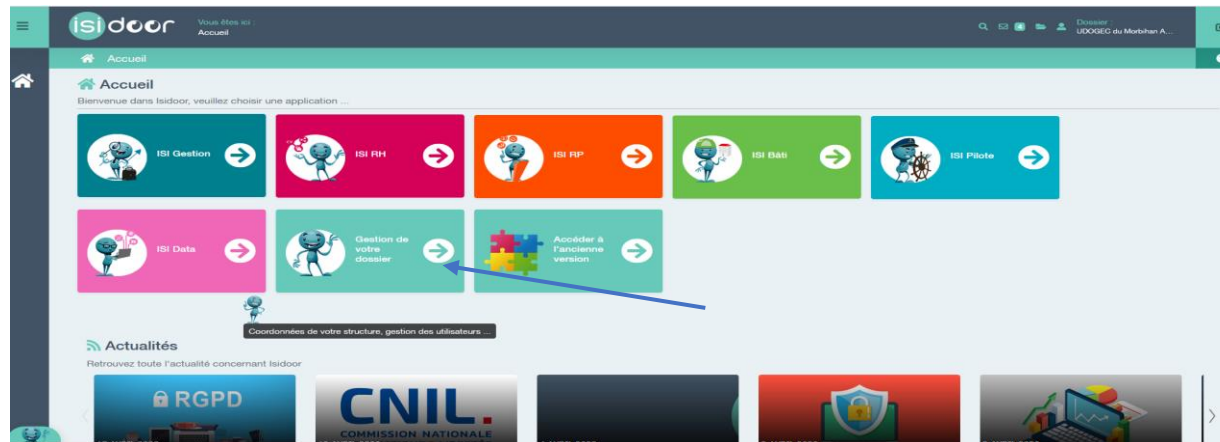 isidoor
Vous êtes ici :
Accueil
Dossier :
UDOGEC du Morbihan A...
Accueil
Accueil
Bienvenue dans Isidoor, veuillez choisir une application ...
ISI Gestion
ISI RH
ISI RP
ISI Bâti
ISI Pilote
ISI Data
Gestion de
votre
dossier
Accéder à
l'ancienne
version
Coordonnées de votre structure, gestion des utilisateurs ...
Actualités
Retrouvez toute l'actualité concernant Isidoor
RGPD
CNIL.
COMMISSION NATIONALE